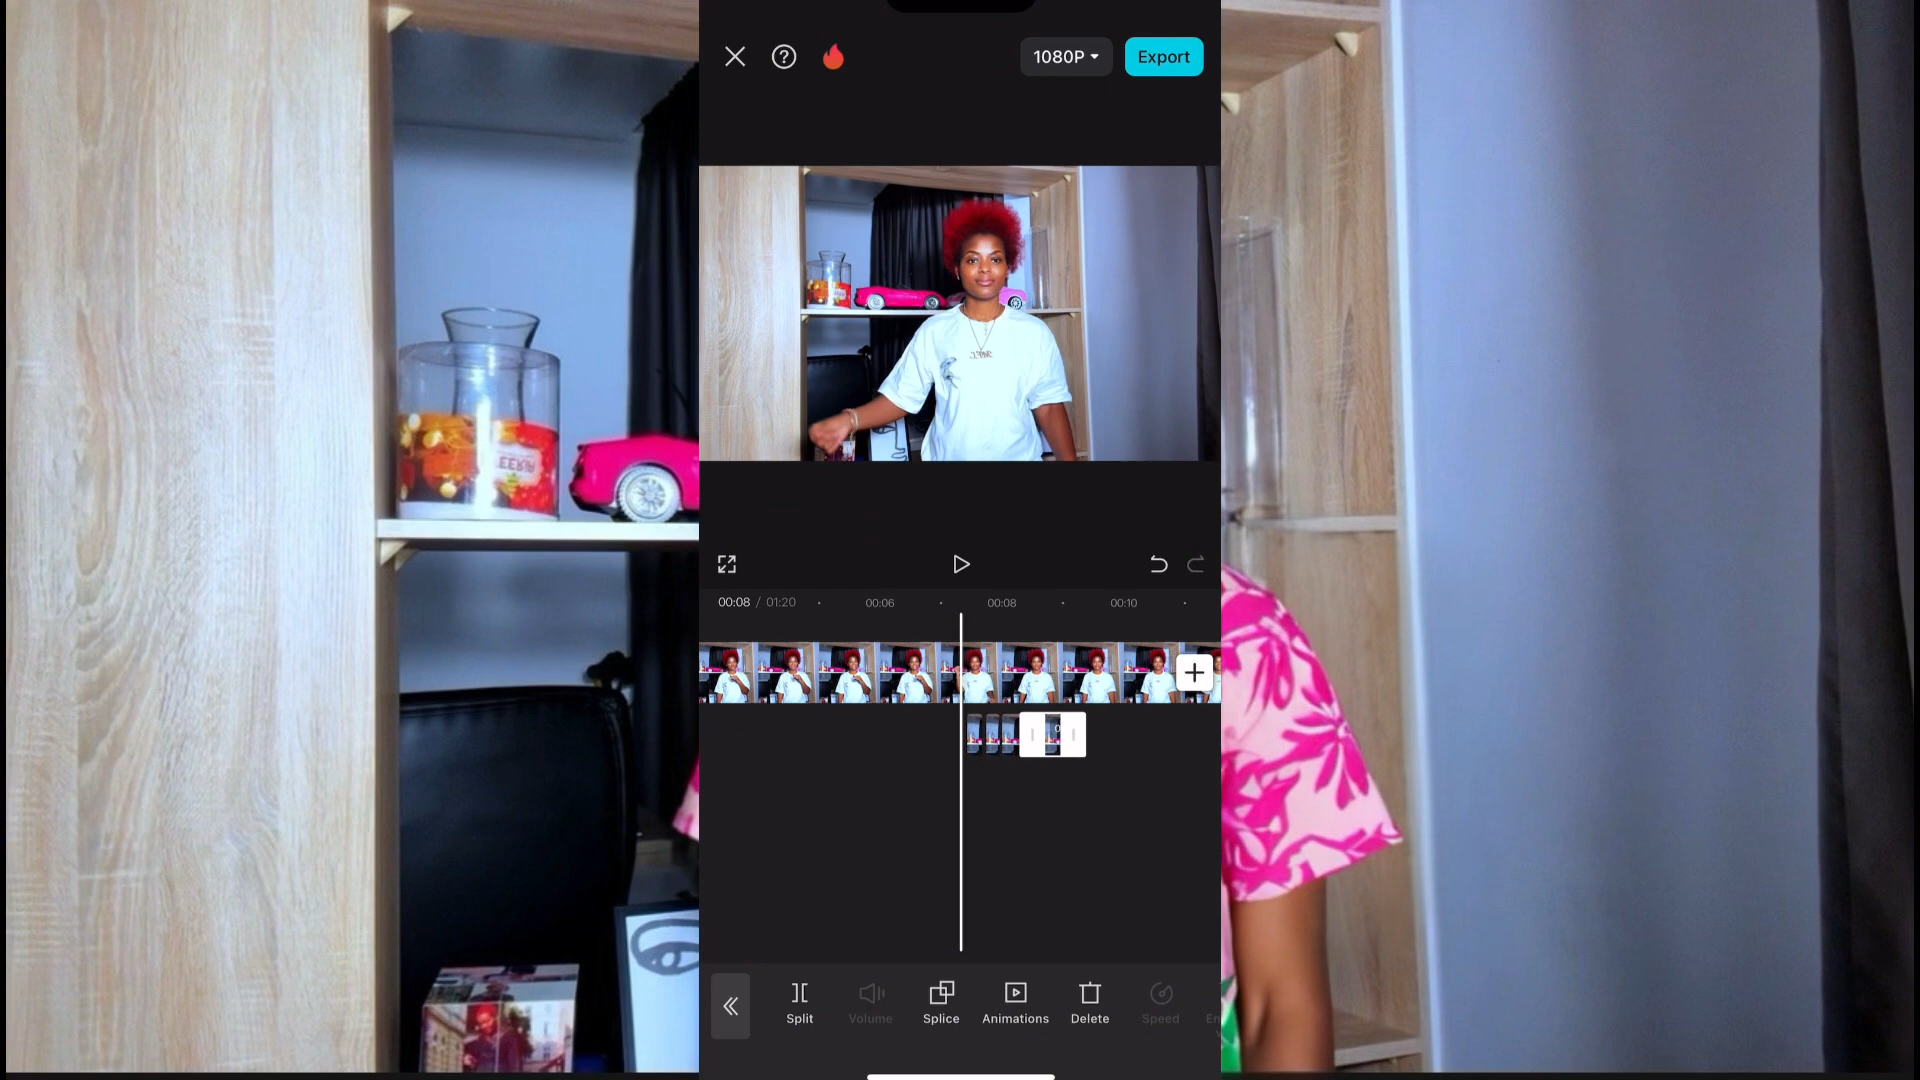 1080P
Export
00:08 / 01:20
00:06
00:08
00:10
Split
Volume
Splice
Animations
Delete
Speed